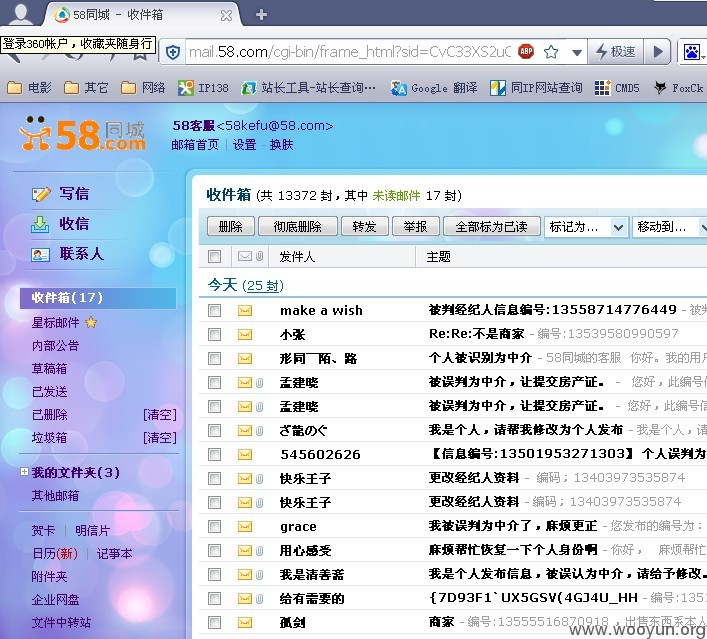 58同城 - 收件箱
登录360帐户，收藏夹随身行
mail.58.com/cgi-bin/frame_html?sid=CvC33XS2uC
ABP
极速
电影 其它 网络 IP138 站长工具-站长查询… Google 翻译 同IP网站查询 CMD5 FoxCk
58同城.com
58客服<58kefu@58.com>
邮箱首页 | 设置 - 换肤
写信
收信
联系人
收件箱(17)
星标邮件
内部公告
草稿箱
已发送
已删除 [清空]
垃圾箱 [清空]
我的文件夹(3)
其他邮箱
贺卡 | 明信片
日历(新) | 记事本
附件夹
企业网盘
文件中转站
收件箱 (共 13372 封，其中 未读邮件 17 封)
删除 彻底删除 转发 举报 全部标为已读 标记为... 移动到...
发件人 主题
今天 (25 封)
make a wish 被判经纪人信息编号:13558714776449 - 被判
小张 Re:Re:不是商家 - 编号:13539580990597
形同￣陌、路 个人被识别为中介 - 58同城的客服 你好。我的用户
孟建晓 被误判为中介，让提交房产证。 - 您好，此编号信
孟建晓 被误判为中介，让提交房产证。 - 您好，此编号信
ざ龍のぐ 我是个人，请帮我修改为个人发布 - 我是个人，请
545602626 【信息编号:13501953271303】个人误判为
快乐王子 更改经纪人资料 - 编码；13403973535874
快乐王子 更改经纪人资料 - 编码；13403973535874
grace 我被误判为中介了，麻烦更正 - 您发布的编号为：
用心感受 麻烦帮忙恢复一下个人身份啊 - 你好， 麻烦帮忙
我是清善斋 我是个人发布信息，被误认为中介，请给予修改。
给有需要的 {7D93F1`UX5GSV(4GJ4U_HH - 编号:135
孤剑 商家 - 编号:13555516870918，出售东西系本人
www.wooyun.org